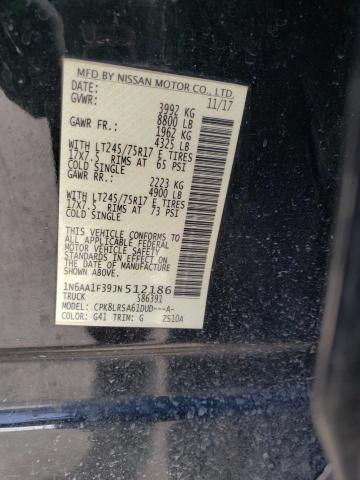 MFD BY NISSAN MOTOR CO., LTD.
DATE: 11/17
GVWR: 3992 KG
8800 LB
GAWR FR.: 1962 KG
4325 LB
WITH LT245/75R17 E TIRES
17x7.5 RIMS AT 65 PSI
COLD SINGLE
GAWR RR.: 2223 KG
4900 LB
WITH LT245/75R17 E TIRES
17x7.5 RIMS AT 73 PSI
COLD SINGLE
THIS VEHICLE CONFORMS TO ALL
APPLICABLE FEDERAL MOTOR
VEHICLE SAFETY STANDARDS IN
EFFECT ON THE DATE OF
MANUFACTURE SHOWN ABOVE.
1N6AA1F39JN512186
TRUCK 586391
MODEL: CPK8LRSA61DUD---A-
COLOR: G41 TRIM: G 2S10A